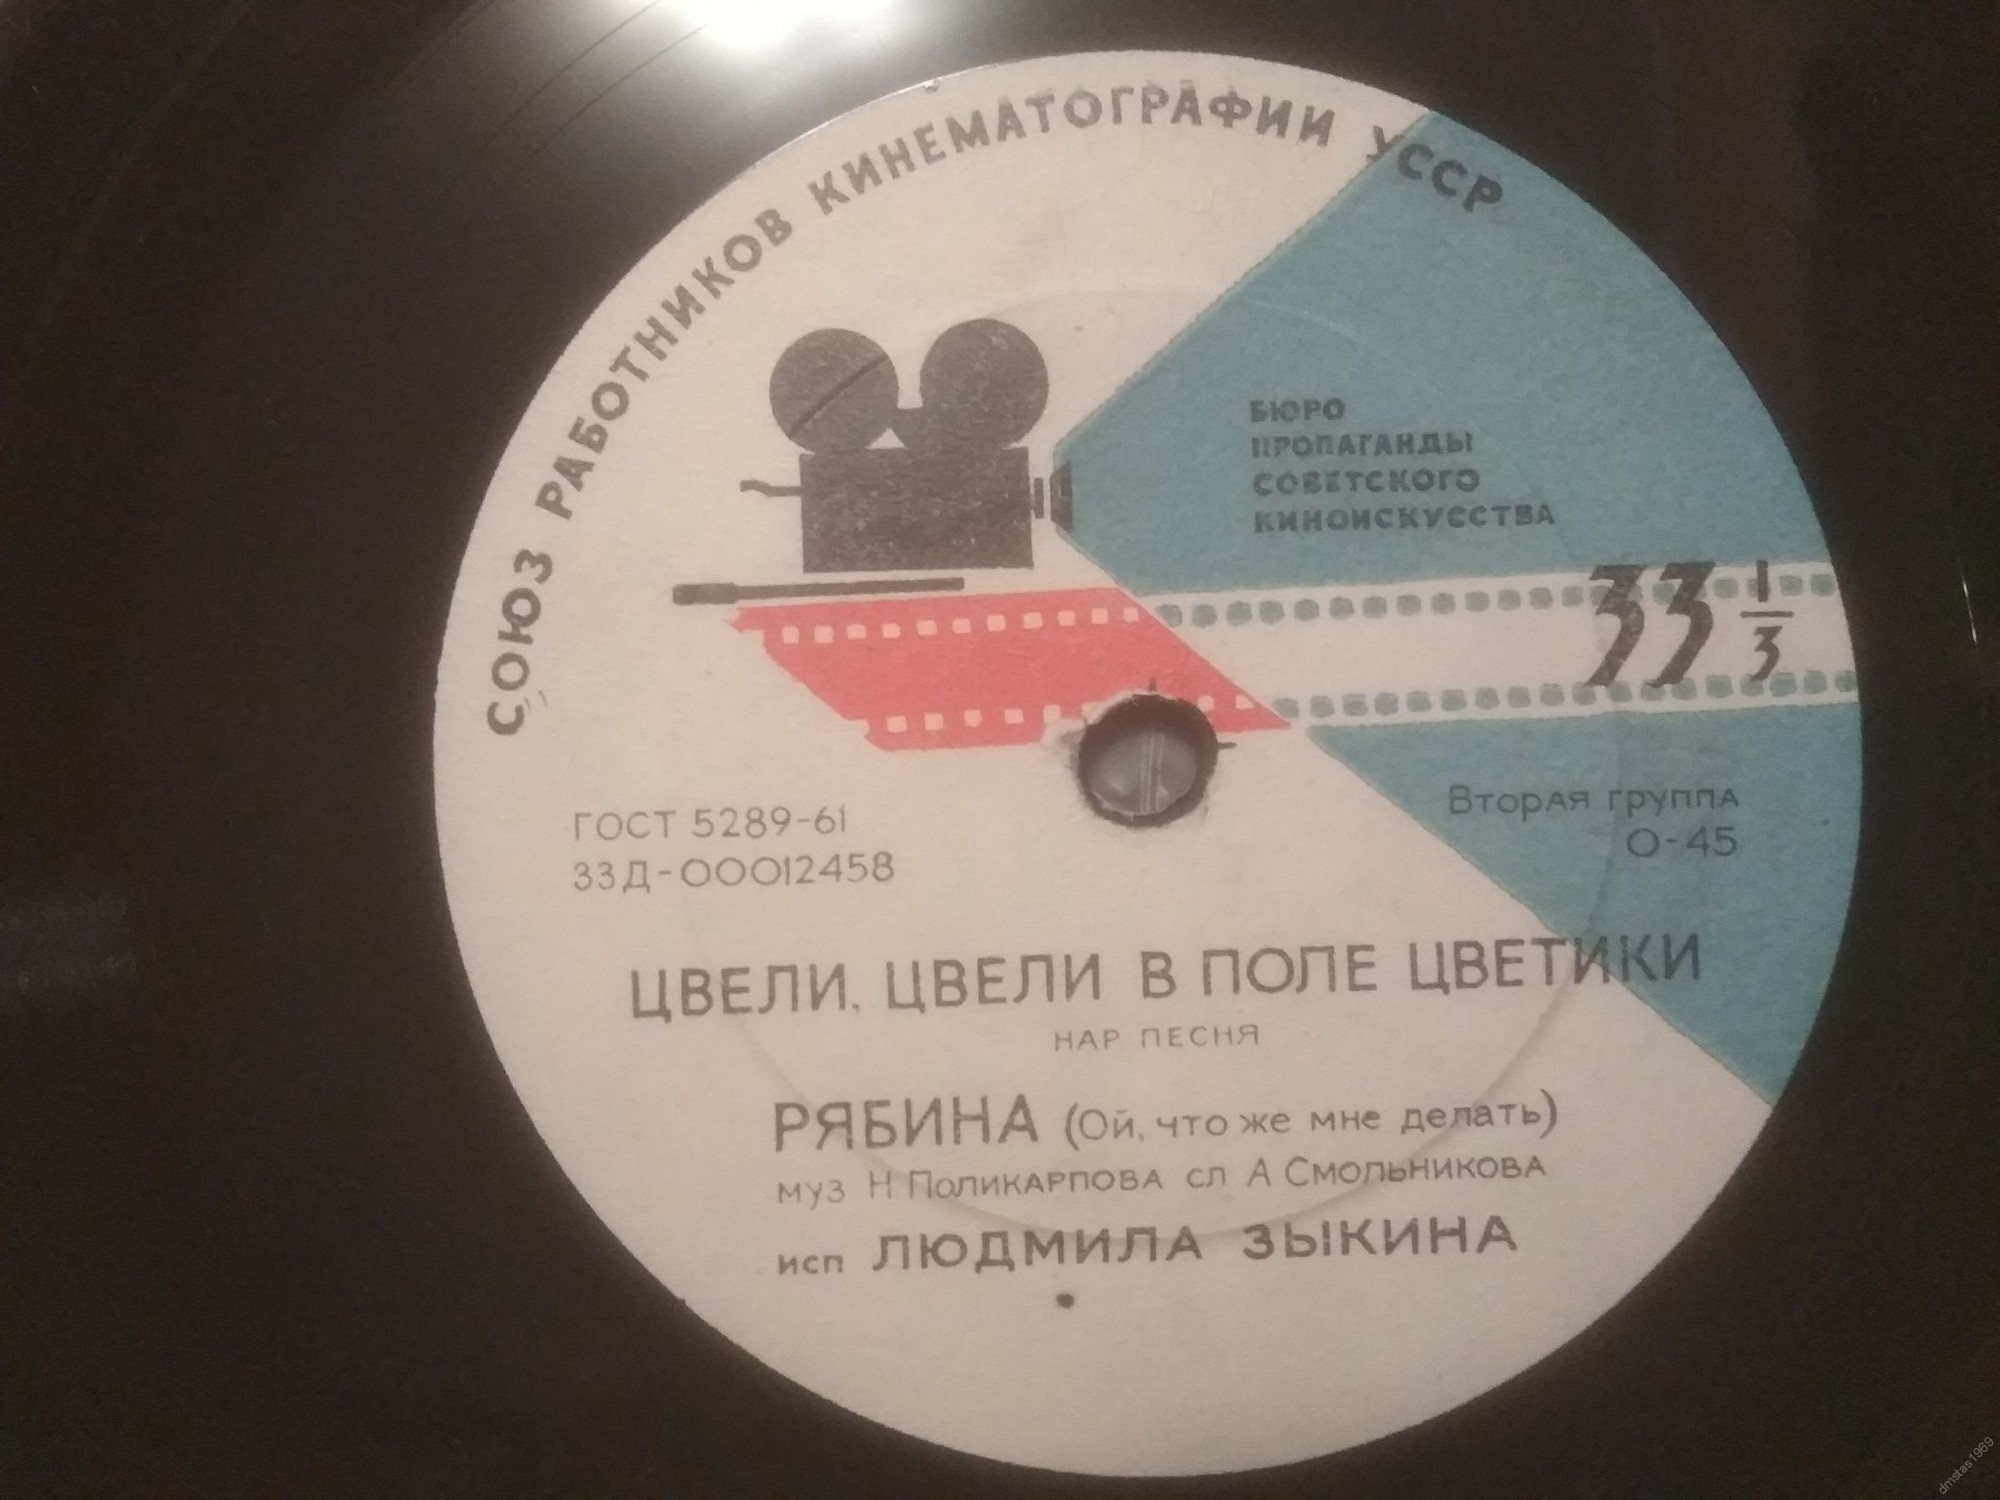 СОЮЗ РАБОТНИКОВ КИНЕМАТОГРАФИИ УССР
БЮРО
ПРОПАГАНДЫ
СОВЕТСКОГО
КИНОИСКУССТВА
33 1/3
Вторая группа
0-45
ГОСТ 5289-61
33Д-00012458
ЦВЕЛИ, ЦВЕЛИ В ПОЛЕ ЦВЕТИКИ
НАР ПЕСНЯ
РЯБИНА (Ой, что же мне делать)
муз Н Поликарпова сл А Смольникова
исп ЛЮДМИЛА ЗЫКИНА
dmstas1969